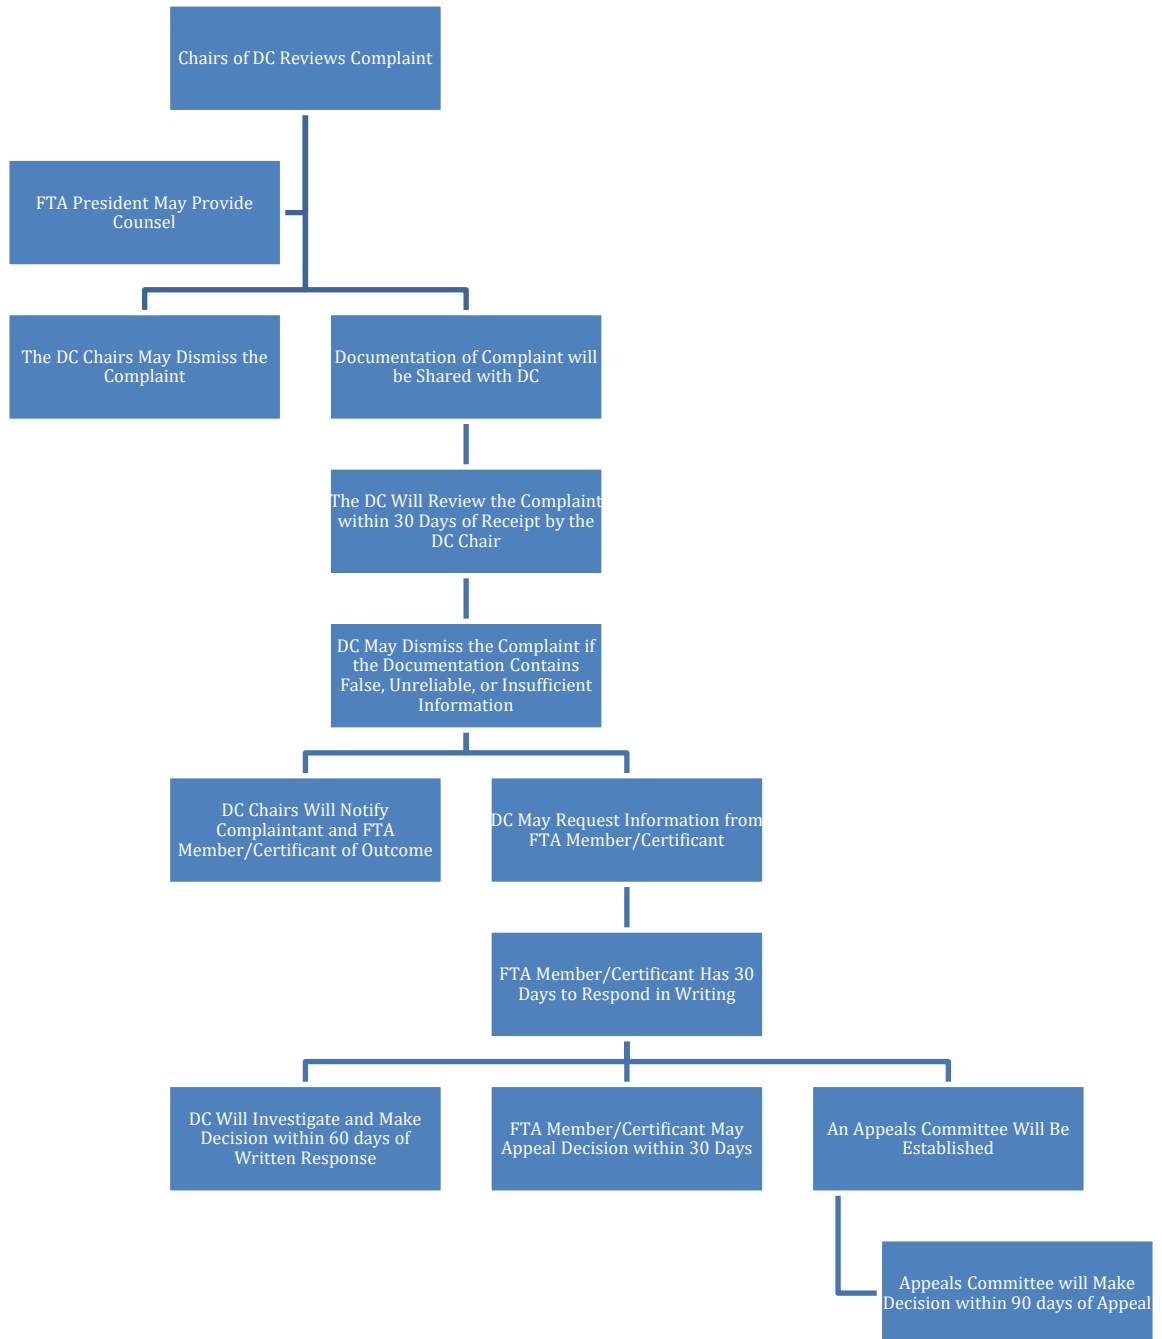 Chairs of DC Reviews Complaint
FTA President May Provide
Counsel
The DC Chairs May Dismiss the
Complaint
Documentation of Complaint will
be Shared with DC
The DC Will Review the Complaint
within 30 Days of Receipt by the
DC Chair
DC May Dismiss the Complaint if
the Documentation Contains
False, Unreliable, or Insufficient
Information
DC Chairs Will Notify
Complaintant and FTA
Member/Certificant of Outcome
DC May Request Information from
FTA Member/Certificant
FTA Member/Certificant Has 30
Days to Respond in Writing
DC Will Investigate and Make
Decision within 60 days of
Written Response
FTA Member/Certificant May
Appeal Decision within 30 Days
An Appeals Committee Will Be
Established
Appeals Committee will Make
Decision within 90 days of Appeal